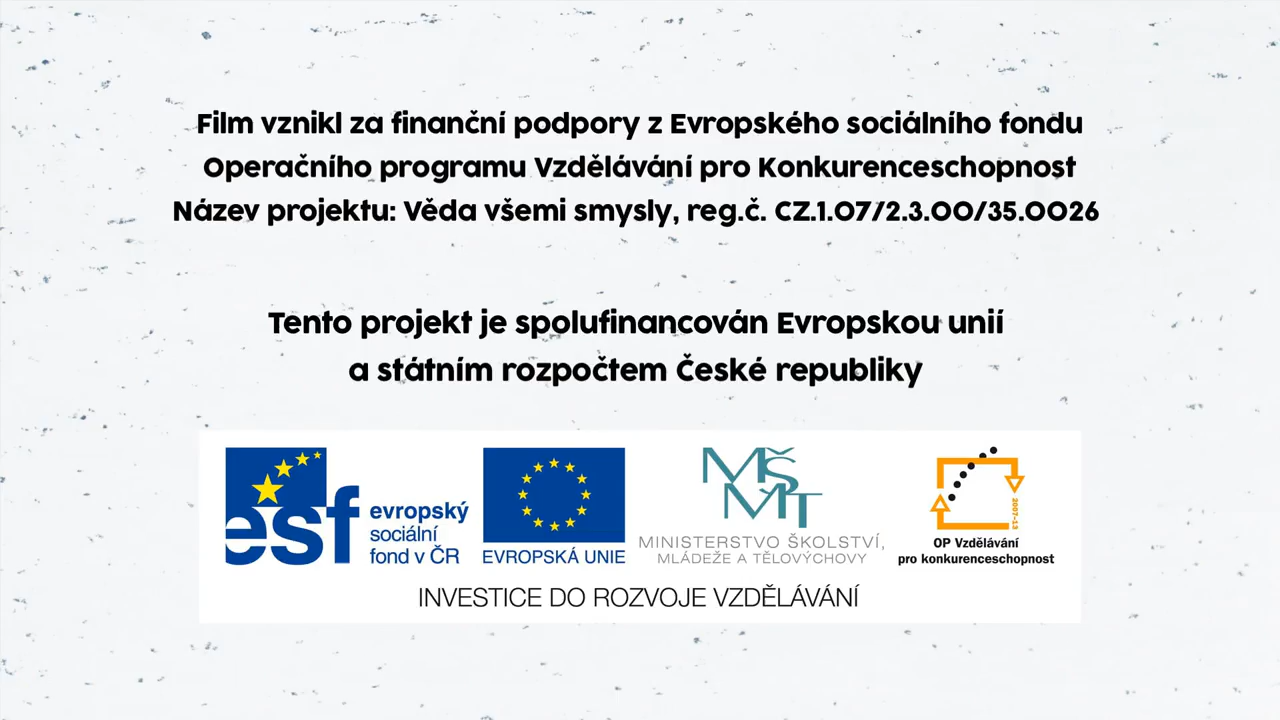 Film vznikl za finanční podpory z Evropského sociálního fondu
Operačního programu Vzdělávání pro Konkurenceschopnost
Název projektu: Věda všemi smysly, reg.č. CZ.1.07/2.3.00/35.0026
Tento projekt je spolufinancován Evropskou unií
a státním rozpočtem České republiky
esf
evropský
sociální
fond v ČR
EVROPSKÁ UNIE
MŠMT
MINISTERSTVO ŠKOLSTVÍ,
MLÁDEŽE A TĚLOVÝCHOVY
2007-13
OP Vzdělávání
pro konkurenceschopnost
INVESTICE DO ROZVOJE VZDĚLÁVÁNÍ